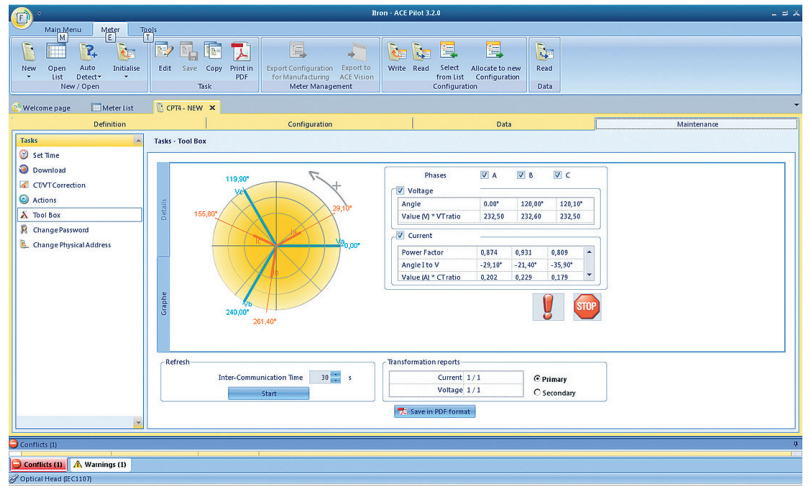 Itron - ACE Pilot 3.2.0
Main Menu Meter Tools
M E T
New Open List Auto Detect Initialise Edit Save Copy Print in PDF Export Configuration for Manufacturing Export to ACE Vision Write Read Select from List Allocate to new Configuration Read
New / Open Task Meter Management Configuration Data
Welcome page Meter List CPT4 - NEW
Definition Configuration Data Maintenance
Tasks
Set Time
Download
CT/VT Correction
Actions
Tool Box
Change Password
Change Physical Address
Tasks - Tool Box
Details
Graphe
119,90°
Vc
155,80°
29,10°
Va
0,00°
Vb
240,00°
261,40°
Phases A B C
Voltage
Angle 0.00° 120,00° 120,10°
Value (V) * VT ratio 232,50 232,60 232,50
Current
Power Factor 0,874 0,931 0,809
Angle I to V -29,10° -21,40° -35,90°
Value (A) * CT ratio 0,202 0,229 0,179
STOP
Refresh
Inter-Communication Time 30 s
Start
Transformation reports
Current 1 / 1
Voltage 1 / 1
Primary
Secondary
Save in PDF format
Conflicts (1)
Conflicts (1) Warnings (1)
Optical Head (IEC1107)